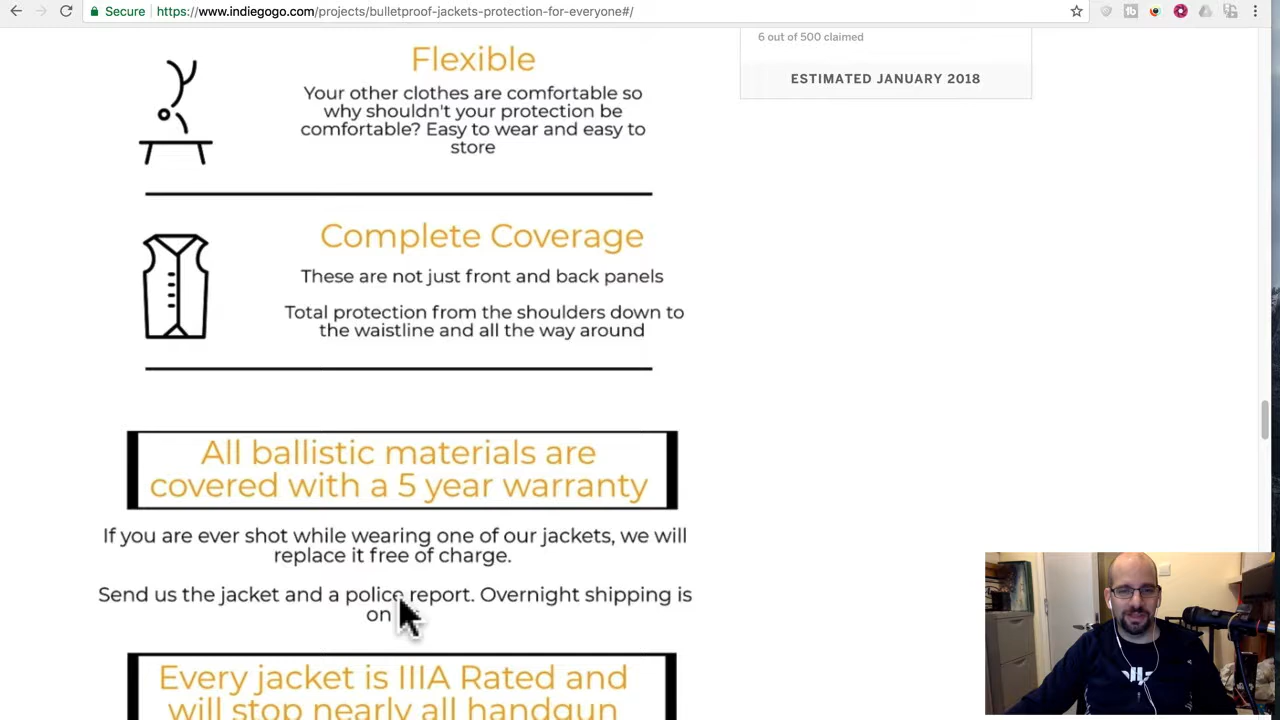 Secure
https://www.indiegogo.com/projects/bulletproof-jackets-protection-for-everyone#/
6 out of 500 claimed
ESTIMATED JANUARY 2018
Flexible
Your other clothes are comfortable so
why shouldn't your protection be
comfortable? Easy to wear and easy to
store
Complete Coverage
These are not just front and back panels
Total protection from the shoulders down to
the waistline and all the way around
All ballistic materials are
covered with a 5 year warranty
If you are ever shot while wearing one of our jackets, we will
replace it free of charge.
Send us the jacket and a police report. Overnight shipping is
on
Every jacket is IIIA Rated and
will stop nearly all handgun